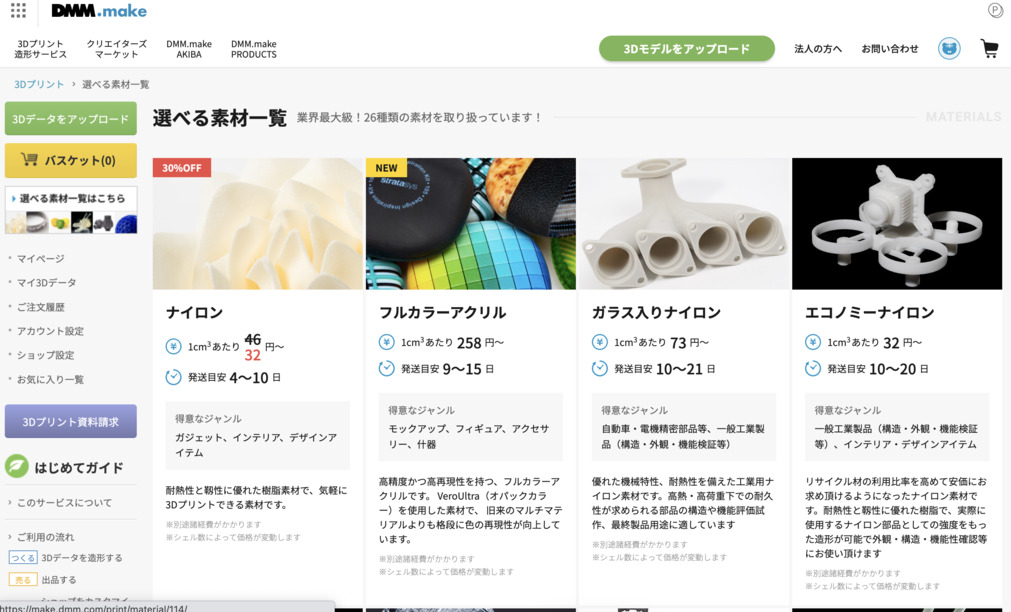 DMM.make
P
3Dプリント
造形サービス
クリエイターズ
マーケット
DMM.make
AKIBA
DMM.make
PRODUCTS
3Dモデルをアップロード
法人の方へ
お問い合わせ
3Dプリント › 選べる素材一覧
3Dデータをアップロード
バスケット(0)
選べる素材一覧はこちら
マイページ
マイ3Dデータ
ご注文履歴
アカウント設定
ショップ設定
お気に入り一覧
3Dプリント資料請求
はじめてガイド
このサービスについて
ご利用の流れ
つくる 3Dデータを造形する
売る 出品する
ショップをカスタマイ
https://make.dmm.com/print/material/114/
選べる素材一覧 業界最大級！26種類の素材を取り扱っています！
MATERIALS
30%OFF
ナイロン
1cm3あたり 46 32 円〜
発送目安 4〜10 日
得意なジャンル
ガジェット、インテリア、デザインア
イテム
耐熱性と靭性に優れた樹脂素材で、気軽に
3Dプリントできる素材です。
※別途諸経費がかかります
※シェル数によって価格が変動します
NEW
stratasys
Design Inspiration Kit
フルカラーアクリル
1cm3あたり 258 円〜
発送目安 9〜15 日
得意なジャンル
モックアップ、フィギュア、アクセサ
リー、什器
高精度かつ高再現性を持つ、フルカラーア
クリルです。 VeroUltra（オパックカラ
ー）を使用した素材で、 旧来のマルチマテ
リアルよりも格段に色の再現性が向上して
います。
※別途諸経費がかかります
※シェル数によって価格が変動します
ガラス入りナイロン
1cm3あたり 73 円〜
発送目安 10〜21 日
得意なジャンル
自動車・電機精密部品等、一般工業製
品（構造・外観・機能検証等）
優れた機械特性、耐熱性を備えた工業用ナ
イロン素材です。高熱・高荷重下での耐久
性が求められる部品の構造や機能評価試
作、最終製品用途に適しています
※別途諸経費がかかります
※シェル数によって価格が変動します
エコノミーナイロン
1cm3あたり 32 円〜
発送目安 10〜20 日
得意なジャンル
一般工業製品（構造・外観・機能検証
等）、インテリア・デザインアイテム
リサイクル材の利用比率を高めて安価にお
求め頂けるようになったナイロン素材で
す。耐熱性と靭性に優れた樹脂で、実際に
使用するナイロン部品としての強度をもっ
た造形が可能で外観・構造・機能性確認等
にお使い頂けます
※別途諸経費がかかります
※シェル数によって価格が変動します